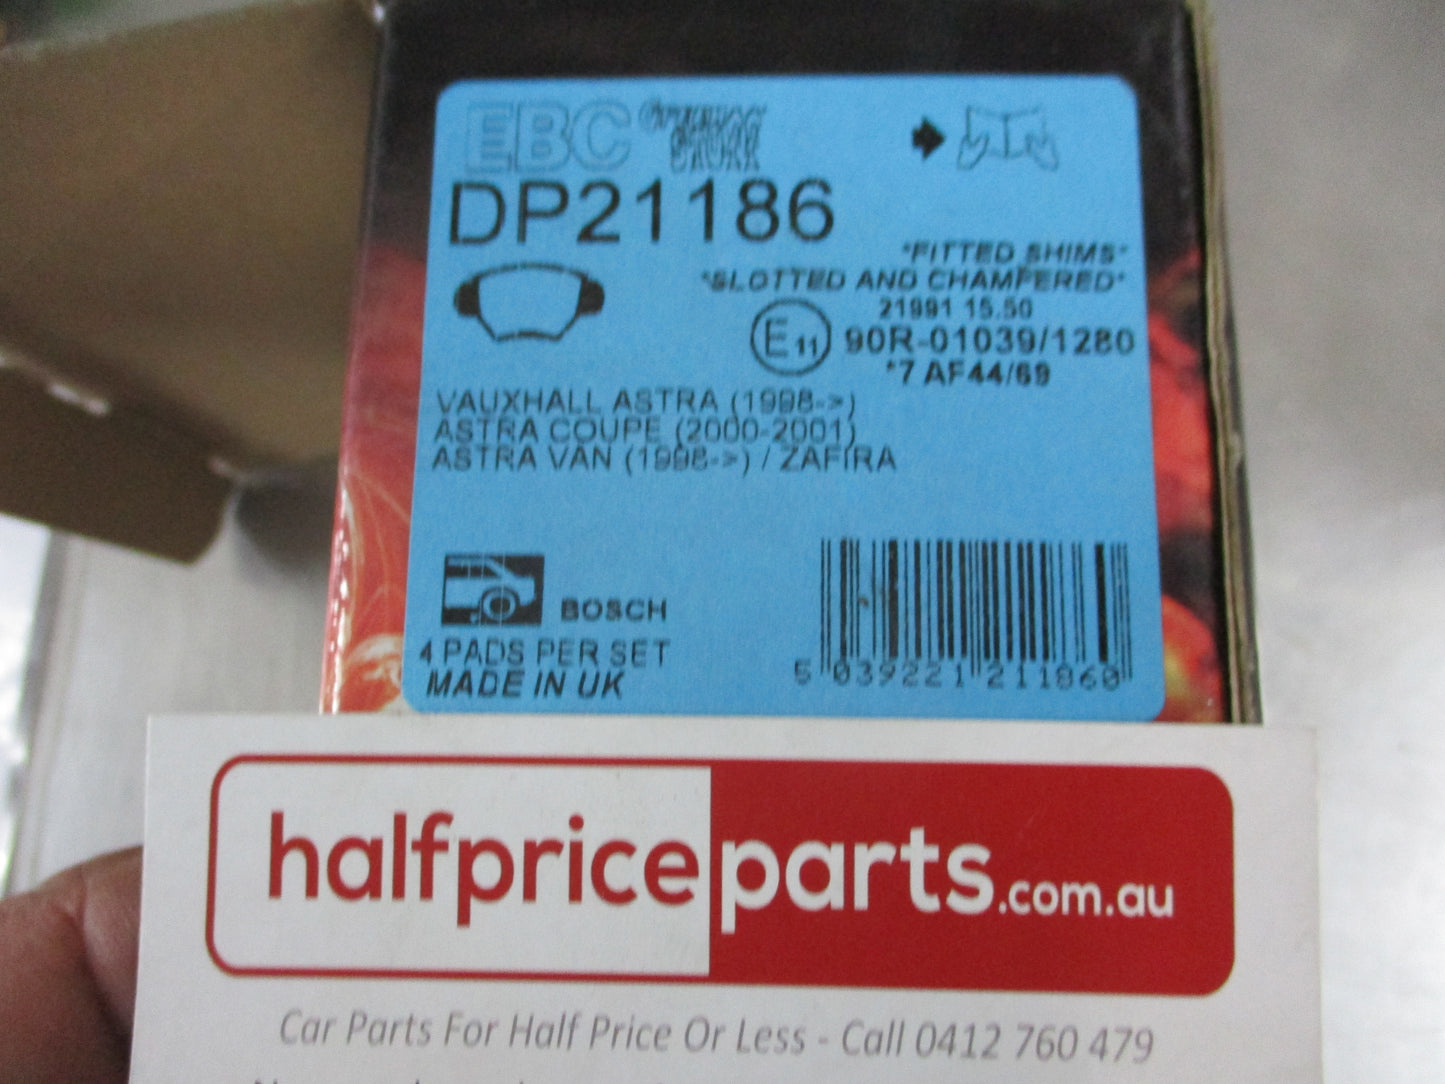 EBC
DP21186
"FITTED SHIMS"
"SLOTTED AND CHAMFERED"
21991 15.50
E11 90R-01039/1280
*7 AF44/69
VAUXHALL ASTRA (1998->)
ASTRA COUPE (2000-2001)
ASTRA VAN (1998->) / ZAFIRA
BOSCH
4 PADS PER SET
MADE IN UK
5 039221 211860
halfpriceparts.com.au
Car Parts For Half Price Or Less - Call 0412 760 479